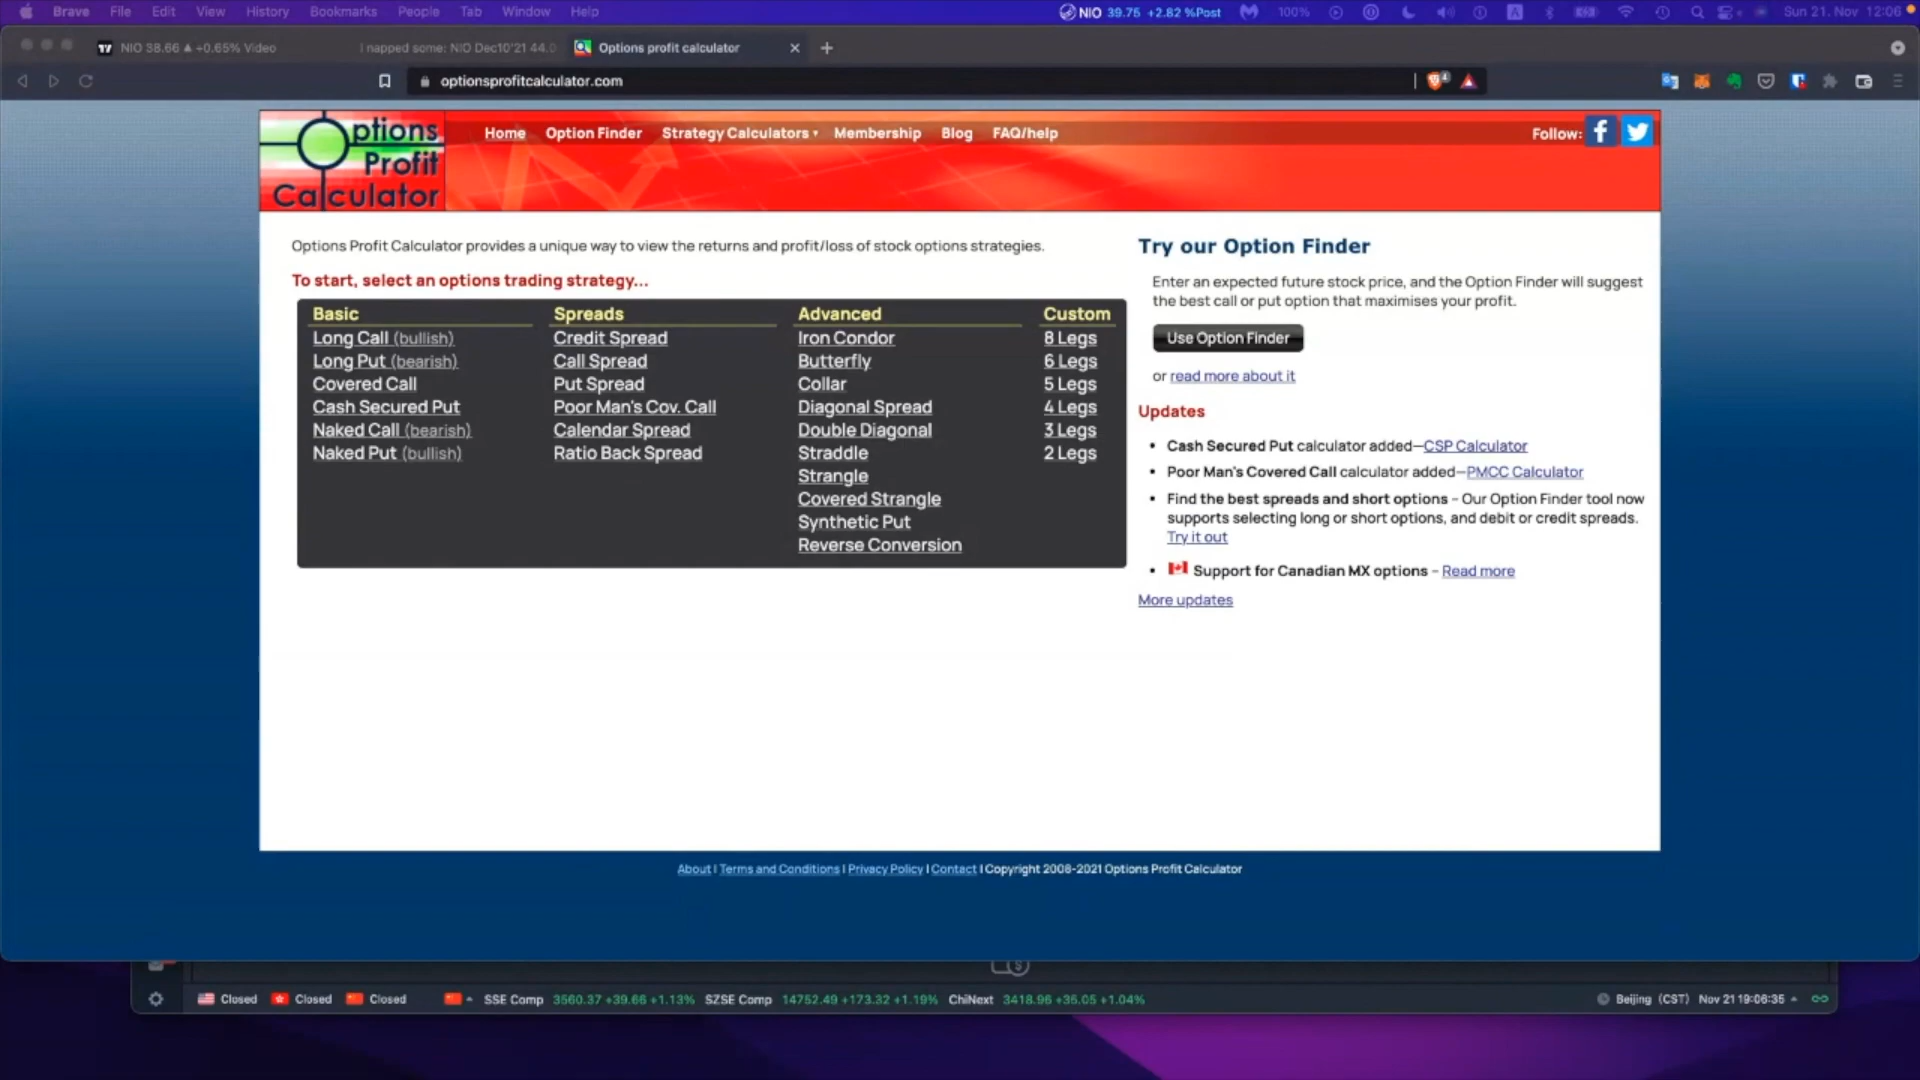 Brave File Edit View History Bookmarks People Tab Window Help
NIO 39.75 +2.82 %Post 100% Sun 21. Nov 12:06
NIO 38.66 ▲ +0.65% Video
I napped some: NIO Dec10'21 44.0
Options profit calculator
optionsprofitcalculator.com
Options
Profit
Calculator
Home Option Finder Strategy Calculators Membership Blog FAQ/help
Follow:
Options Profit Calculator provides a unique way to view the returns and profit/loss of stock options strategies.
To start, select an options trading strategy...
Basic
Long Call (bullish)
Long Put (bearish)
Covered Call
Cash Secured Put
Naked Call (bearish)
Naked Put (bullish)
Spreads
Credit Spread
Call Spread
Put Spread
Poor Man's Cov. Call
Calendar Spread
Ratio Back Spread
Advanced
Iron Condor
Butterfly
Collar
Diagonal Spread
Double Diagonal
Straddle
Strangle
Covered Strangle
Synthetic Put
Reverse Conversion
Custom
8 Legs
6 Legs
5 Legs
4 Legs
3 Legs
2 Legs
Try our Option Finder
Enter an expected future stock price, and the Option Finder will suggest
the best call or put option that maximises your profit.
Use Option Finder
or read more about it
Updates
• Cash Secured Put calculator added—CSP Calculator
• Poor Man's Covered Call calculator added—PMCC Calculator
• Find the best spreads and short options – Our Option Finder tool now
supports selecting long or short options, and debit or credit spreads.
Try it out
• Support for Canadian MX options – Read more
More updates
About | Terms and Conditions | Privacy Policy | Contact | Copyright 2008-2021 Options Profit Calculator
Closed Closed Closed SSE Comp 3560.37 +39.66 +1.13% SZSE Comp 14752.49 +173.32 +1.19% ChiNext 3418.96 +36.05 +1.04% Beijing (CST) Nov 21 19:06:35